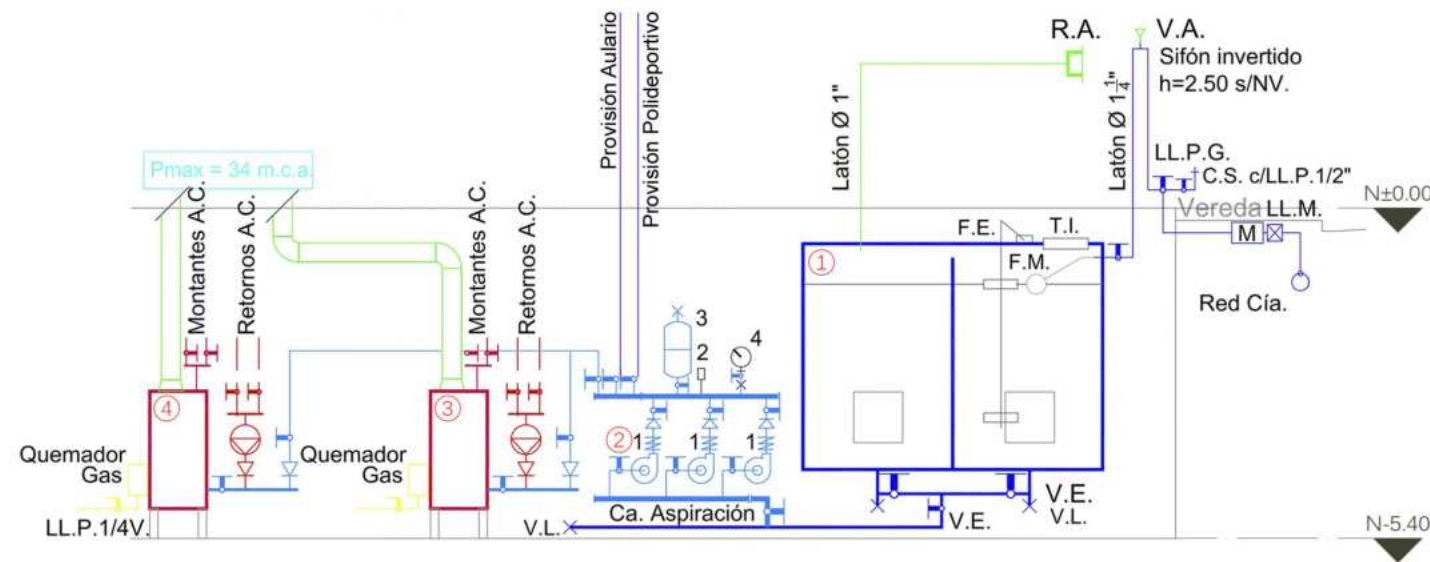 R.A.
V.A.
Sifón invertido
h=2.50 s/NV.
Provisión Aulario
Provisión Polideportivo
Latón Ø 1"
Latón Ø 1 1/4"
Pmax = 34 m.c.a.
LL.P.G.
C.S. c/LL.P.1/2"
N±0.00
Vereda LL.M.
Montantes A.C.
Retornos A.C.
Montantes A.C.
Retornos A.C.
F.E.
T.I.
M
F.M.
①
Red Cía.
3
2
4
④
③
②
1
1
1
Quemador
Gas
Quemador
Gas
LL.P.1/4V.
Ca. Aspiración
V.L.
V.E.
V.E.
V.L.
N-5.40